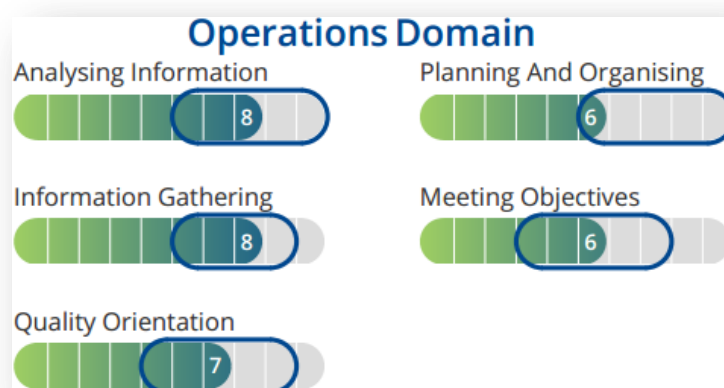 Operations Domain
Analysing Information
Planning And Organising
8
6
Information Gathering
Meeting Objectives
8
6
Quality Orientation
7